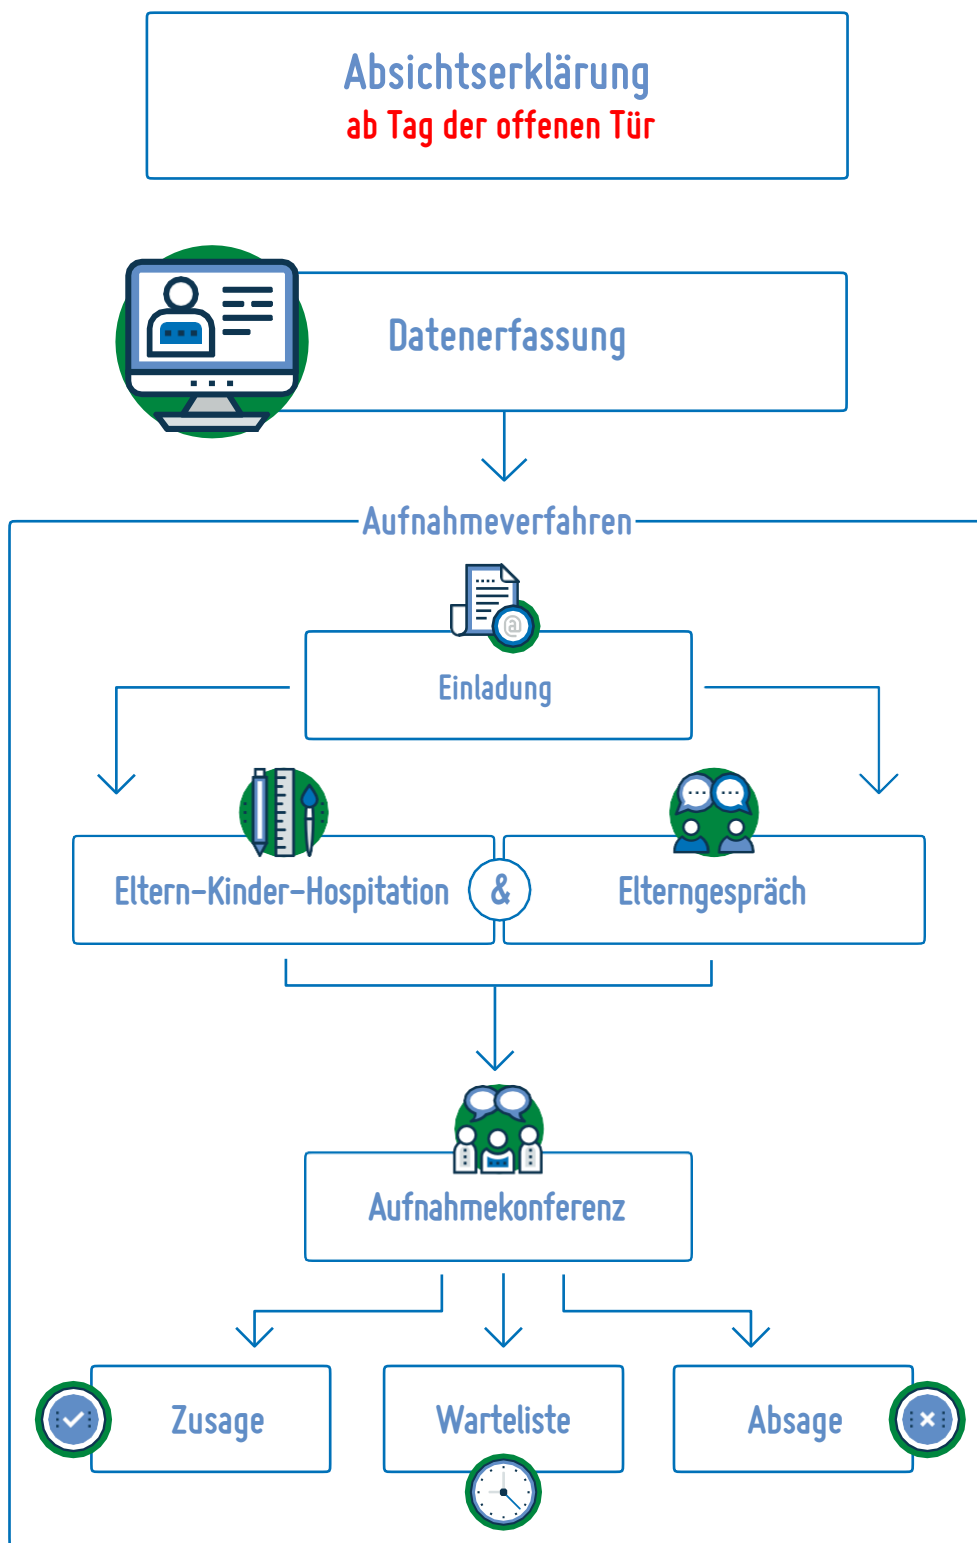 Absichtserklärung
ab Tag der offenen Tür
Datenerfassung
Aufnahmeverfahren
@
Einladung
Eltern-Kinder-Hospitation
&
Elterngespräch
Aufnahmekonferenz
Zusage
Warteliste
Absage